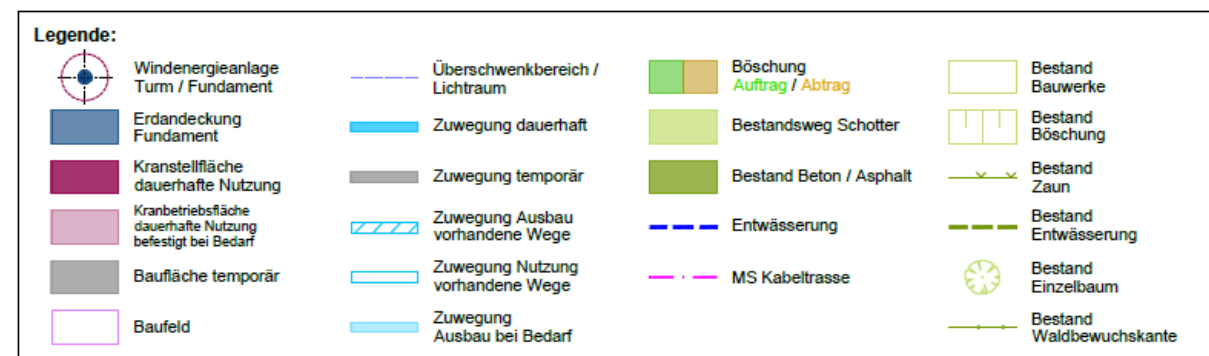 Legende:
Windenergieanlage
Turm / Fundament
Erdandeckung
Fundament
Kranstellfläche
dauerhafte Nutzung
Kranbetriebsfläche
dauerhafte Nutzung
befestigt bei Bedarf
Baufläche temporär
Baufeld
Überschwenkbereich /
Lichtraum
Zuwegung dauerhaft
Zuwegung temporär
Zuwegung Ausbau
vorhandene Wege
Zuwegung Nutzung
vorhandene Wege
Zuwegung
Ausbau bei Bedarf
Böschung
Auftrag / Abtrag
Bestandsweg Schotter
Bestand Beton / Asphalt
Entwässerung
MS Kabeltrasse
Bestand
Bauwerke
Bestand
Böschung
Bestand
Zaun
Bestand
Entwässerung
Bestand
Einzelbaum
Bestand
Waldbewuchskante